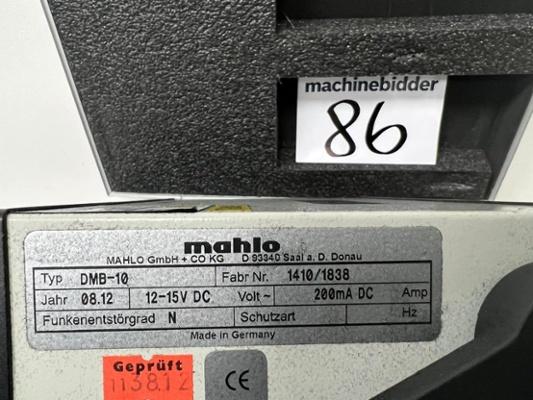 machinebidder
86
mahlo
MAHLO GmbH + CO KG D 93340 Saal a. D. Donau
Typ DMB-10 Fabr Nr. 1410/1838
Jahr 08.12 12-15V DC Volt ~ 200mA DC Amp
Funkenentstörgrad N Schutzart Hz
Made in Germany
Geprüft
113812
CE